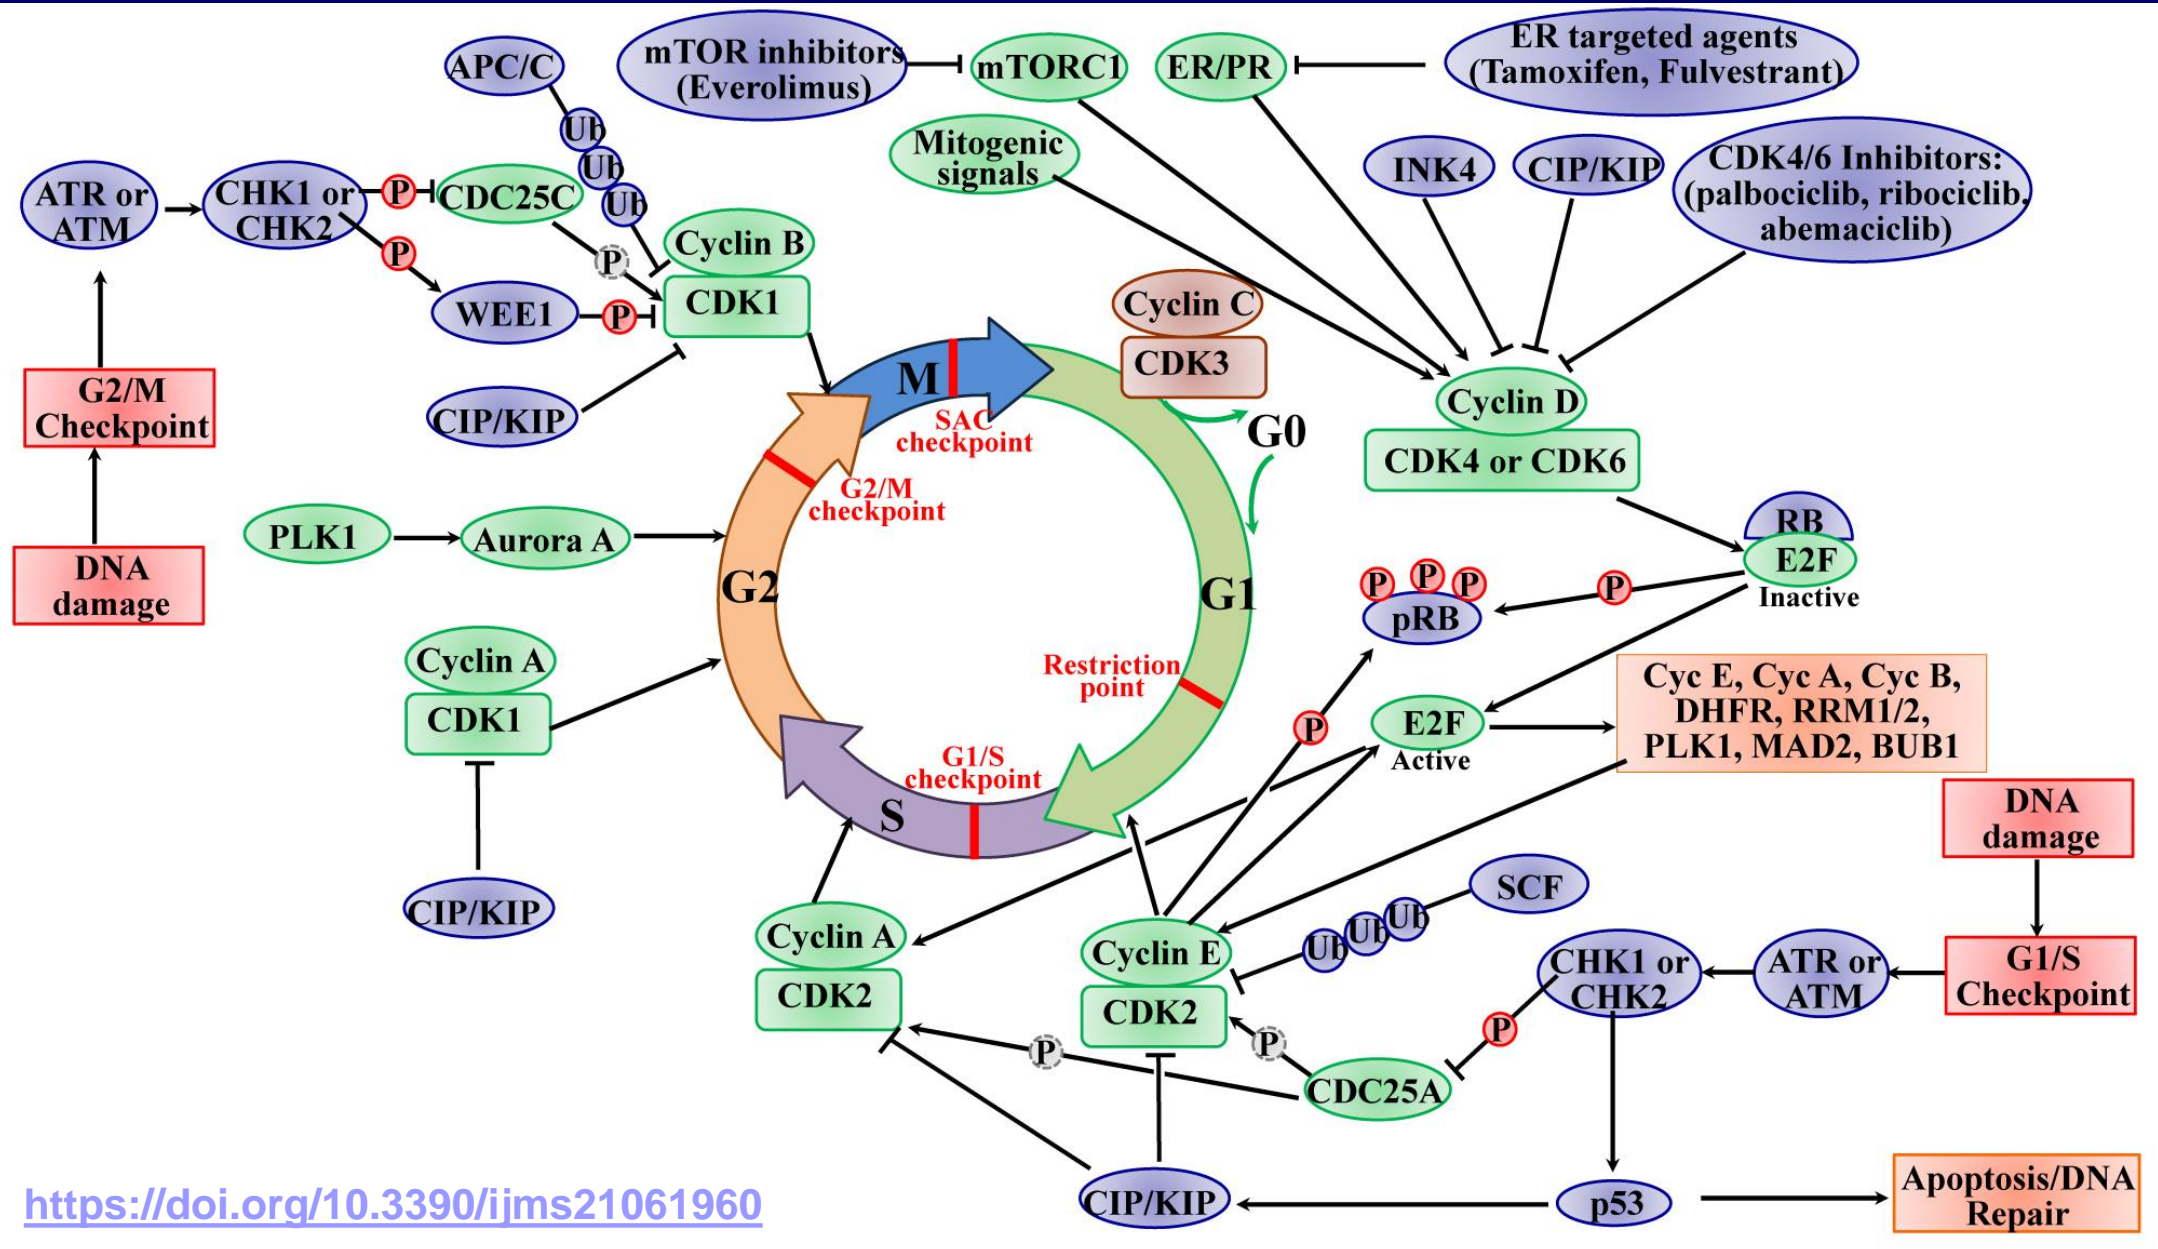 APC/C
Ub
Ub
Ub
mTOR inhibitors
(Everolimus)
mTORC1
ER/PR
ER targeted agents
(Tamoxifen, Fulvestrant)
Mitogenic
signals
INK4
CIP/KIP
CDK4/6 Inhibitors:
(palbociclib, ribociclib.
abemaciclib)
ATR or
ATM
CHK1 or
CHK2
P
P
CDC25C
P
WEE1
P
Cyclin B
CDK1
CIP/KIP
G2/M
Checkpoint
DNA
damage
PLK1
Aurora A
Cyclin A
CDK1
CIP/KIP
M
SAC
checkpoint
G2/M
checkpoint
G2
S
G1/S
checkpoint
G1
Restriction
point
Cyclin C
CDK3
G0
Cyclin D
CDK4 or CDK6
RB
E2F
Inactive
P
P
P
P
pRB
P
E2F
Active
Cyc E, Cyc A, Cyc B,
DHFR, RRM1/2,
PLK1, MAD2, BUB1
DNA
damage
G1/S
Checkpoint
ATR or
ATM
CHK1 or
CHK2
P
SCF
Ub
Ub
Ub
Cyclin A
CDK2
Cyclin E
CDK2
P
P
CDC25A
CIP/KIP
p53
Apoptosis/DNA
Repair
https://doi.org/10.3390/ijms21061960